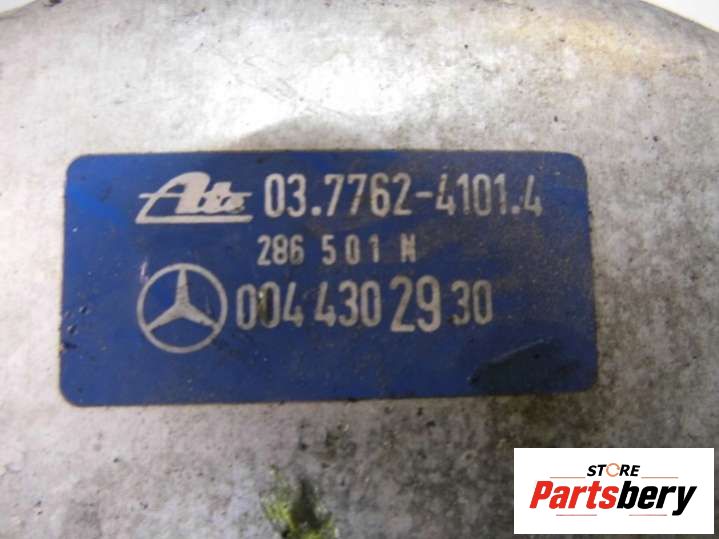 Ate 03.7762-4101.4
286 501 N
004 430 29 30
STORE
Partsbery